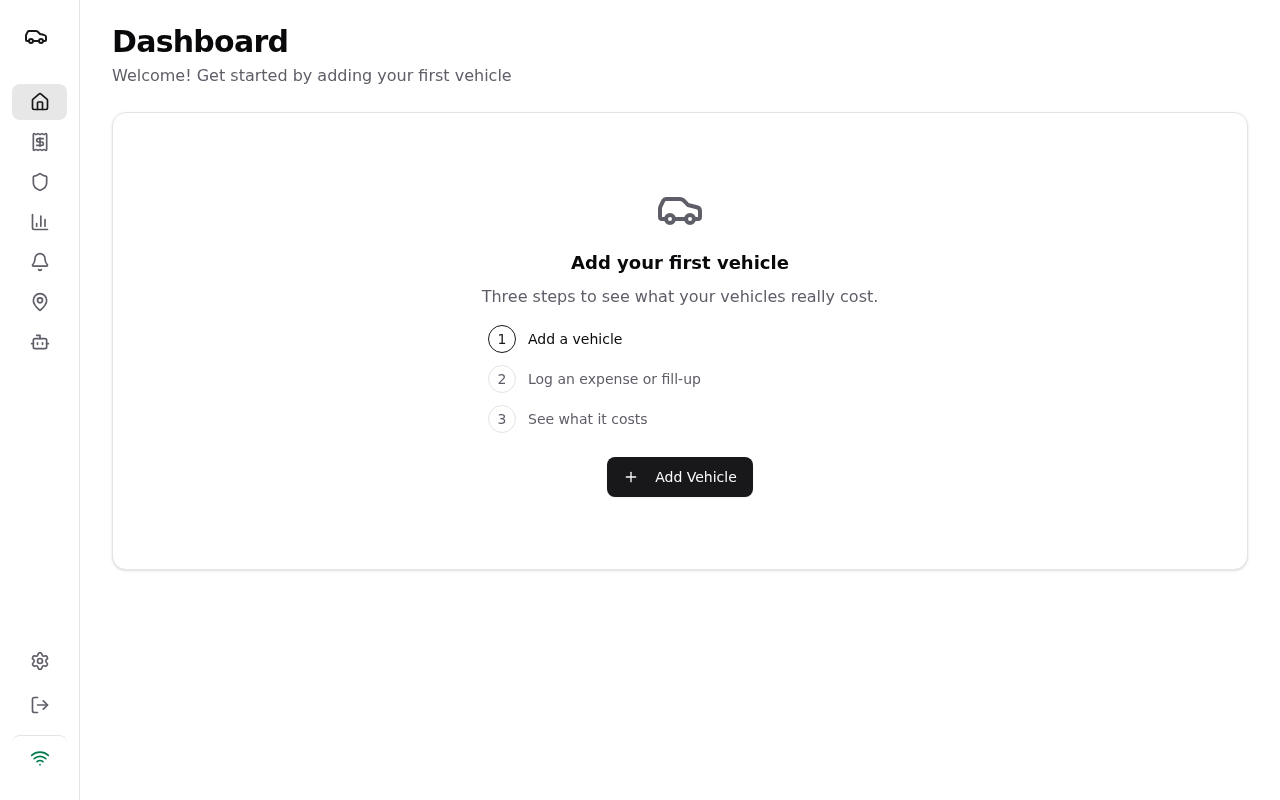 Dashboard
Welcome! Get started by adding your first vehicle
Add your first vehicle
Three steps to see what your vehicles really cost.
1 Add a vehicle
2 Log an expense or fill-up
3 See what it costs
Add Vehicle